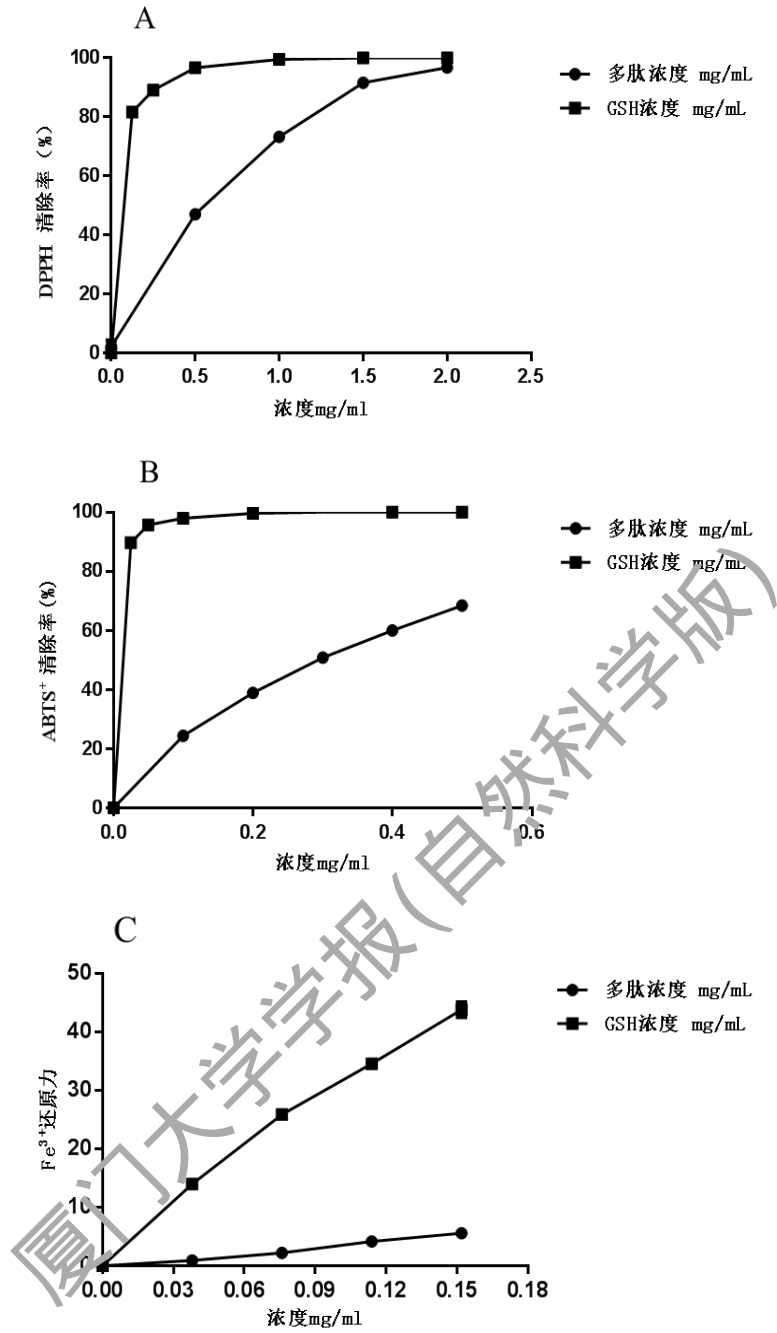 A
100
80
60
40
20
0
DPPH 清除率（%）
0.0 0.5 1.0 1.5 2.0 2.5
浓度mg/ml
多肽浓度 mg/mL
GSH浓度 mg/mL
B
100
80
60
40
20
0
ABTS⁺清除率(%)
0.0 0.2 0.4 0.6
浓度mg/ml
多肽浓度 mg/mL
GSH浓度 mg/mL
C
50
40
30
20
10
0
Fe³⁺还原力
0.00 0.03 0.06 0.09 0.12 0.15 0.18
浓度mg/ml
多肽浓度 mg/mL
GSH浓度 mg/mL
厦门大学学报(自然科学版)